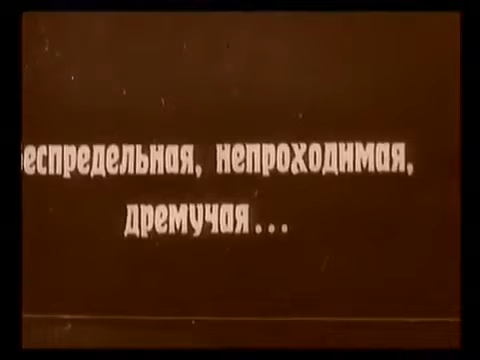 еспредельная, непроходимая,
дремучая...